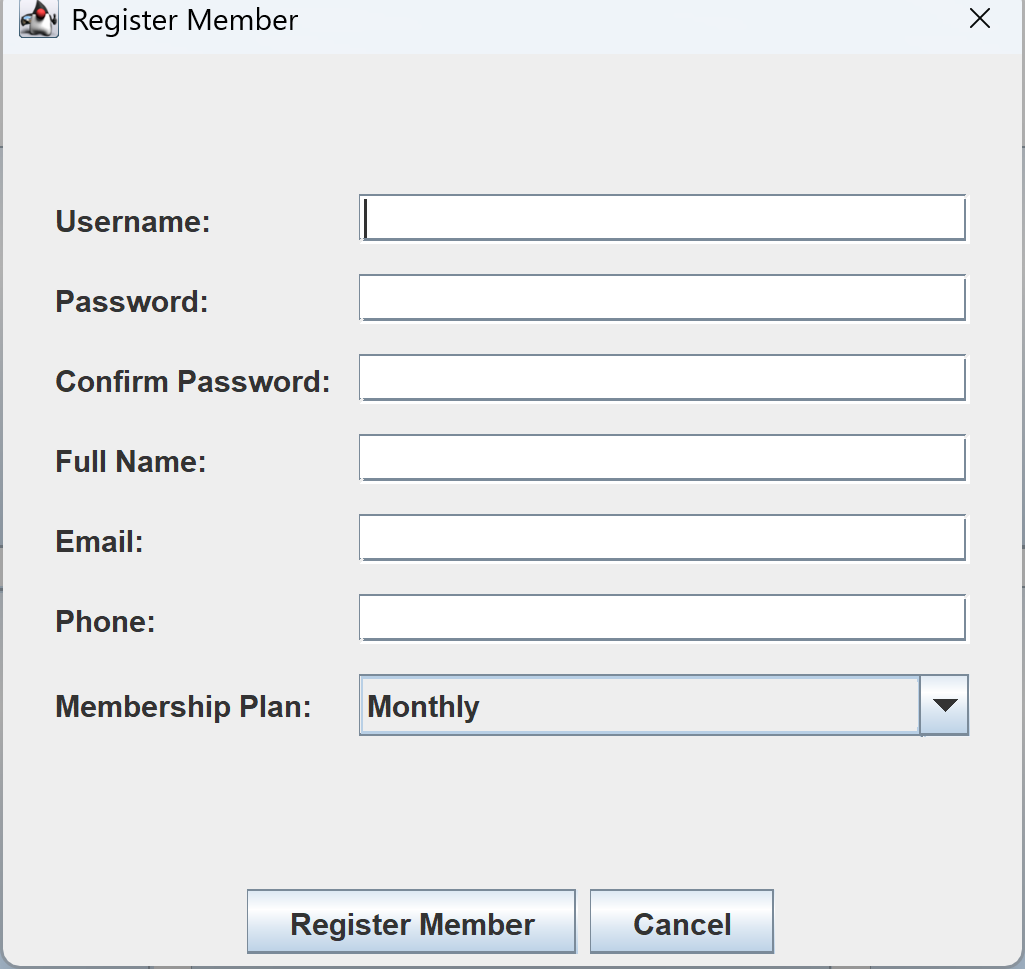 Register Member
Username:
Password:
Confirm Password:
Full Name:
Email:
Phone:
Membership Plan: Monthly
Register Member Cancel